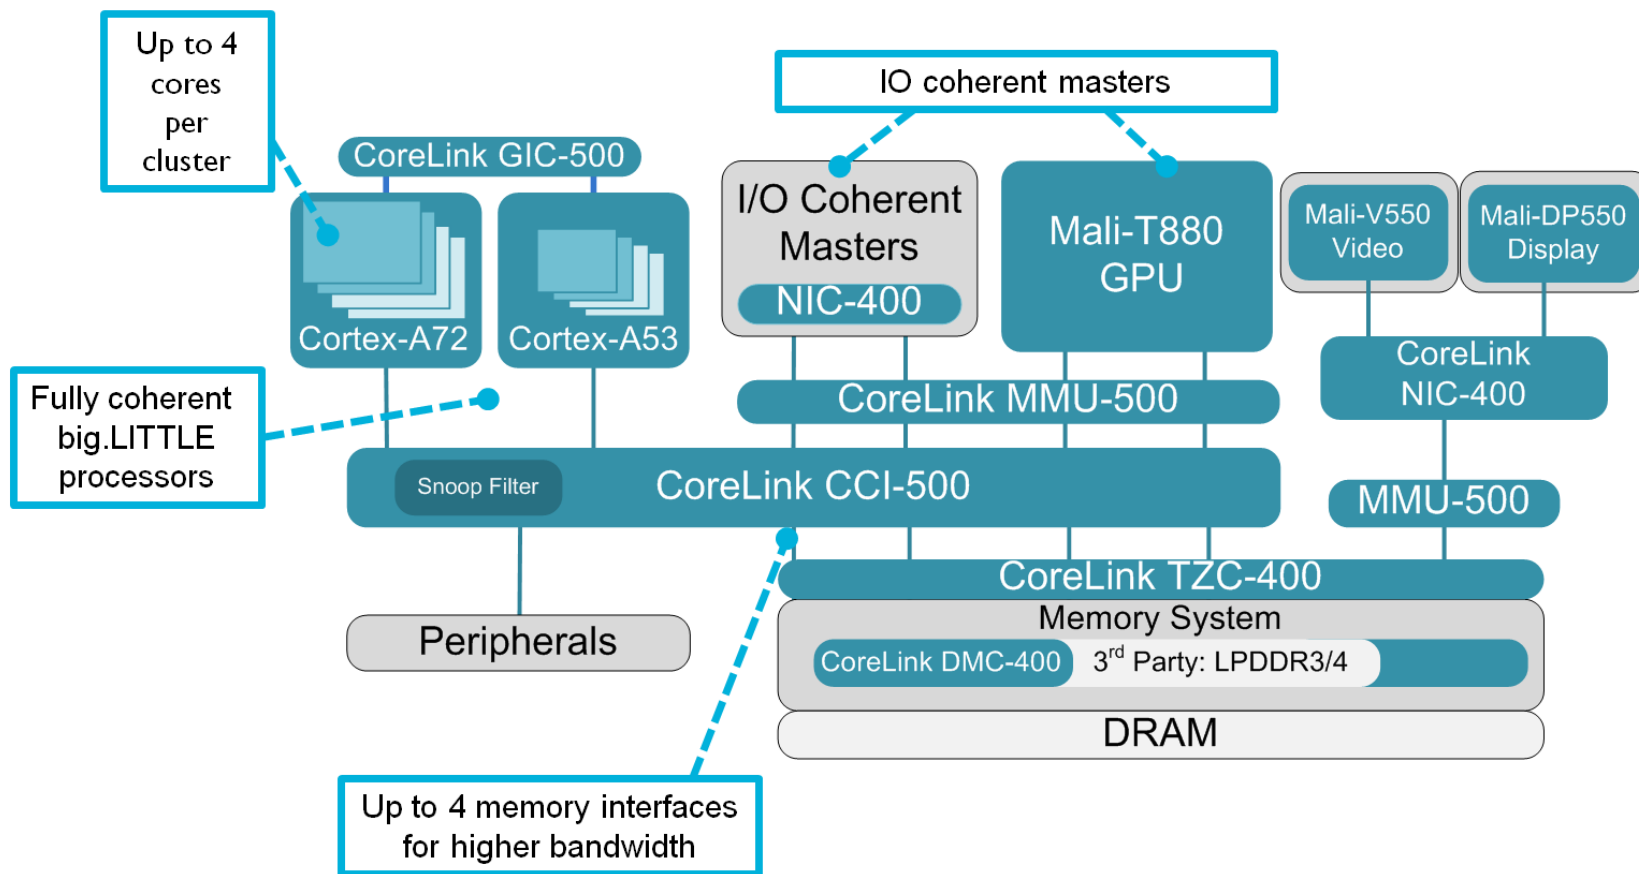 Up to 4
cores
per
cluster
IO coherent masters
CoreLink GIC-500
Cortex-A72
Cortex-A53
I/O Coherent
Masters
NIC-400
Mali-T880
GPU
Mali-V550
Video
Mali-DP550
Display
Fully coherent
big.LITTLE
processors
CoreLink MMU-500
CoreLink
NIC-400
Snoop Filter
CoreLink CCI-500
MMU-500
CoreLink TZC-400
Peripherals
Memory System
CoreLink DMC-400
3rd Party: LPDDR3/4
DRAM
Up to 4 memory interfaces
for higher bandwidth